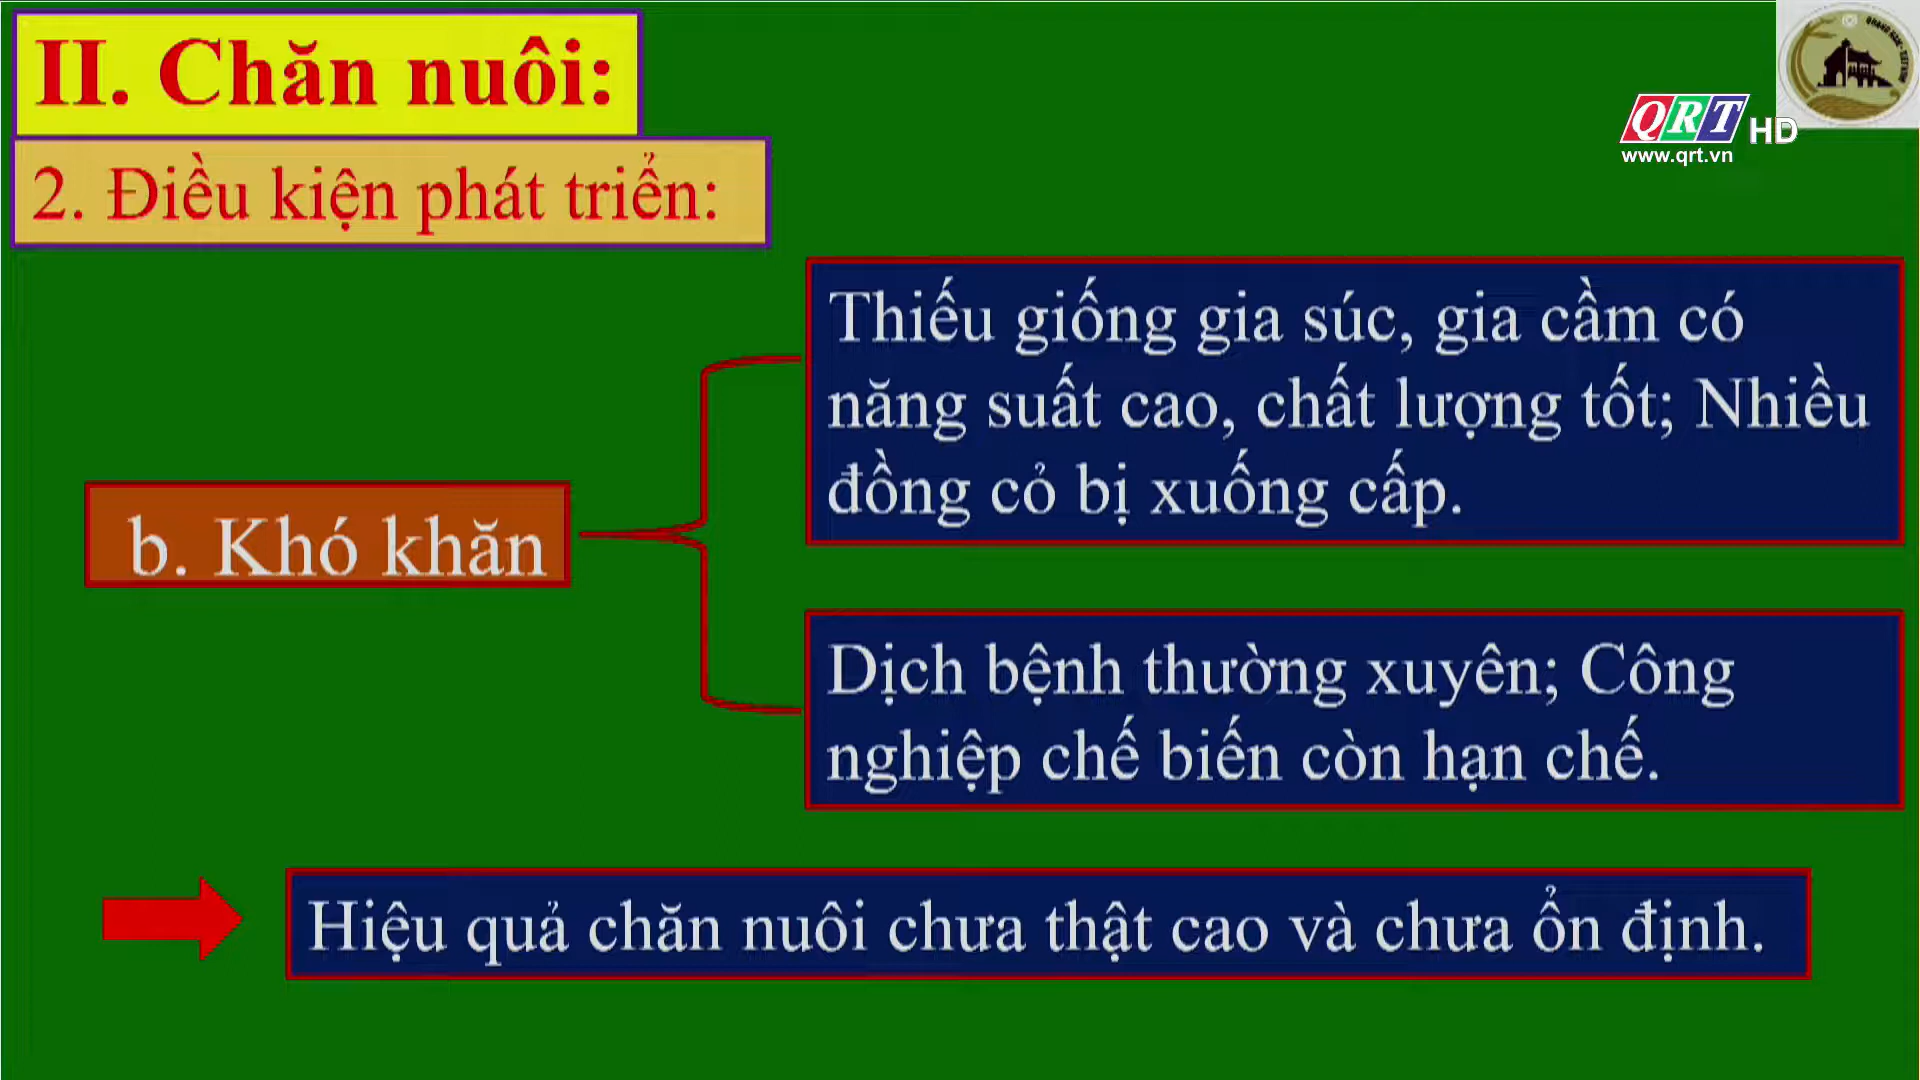 II. Chăn nuôi:
QRT HD
www.qrt.vn
2. Điều kiện phát triển:
Thiếu giống gia súc, gia cầm có
năng suất cao, chất lượng tốt; Nhiều
đồng cỏ bị xuống cấp.
b. Khó khăn
Dịch bệnh thường xuyên; Công
nghiệp chế biến còn hạn chế.
Hiệu quả chăn nuôi chưa thật cao và chưa ổn định.